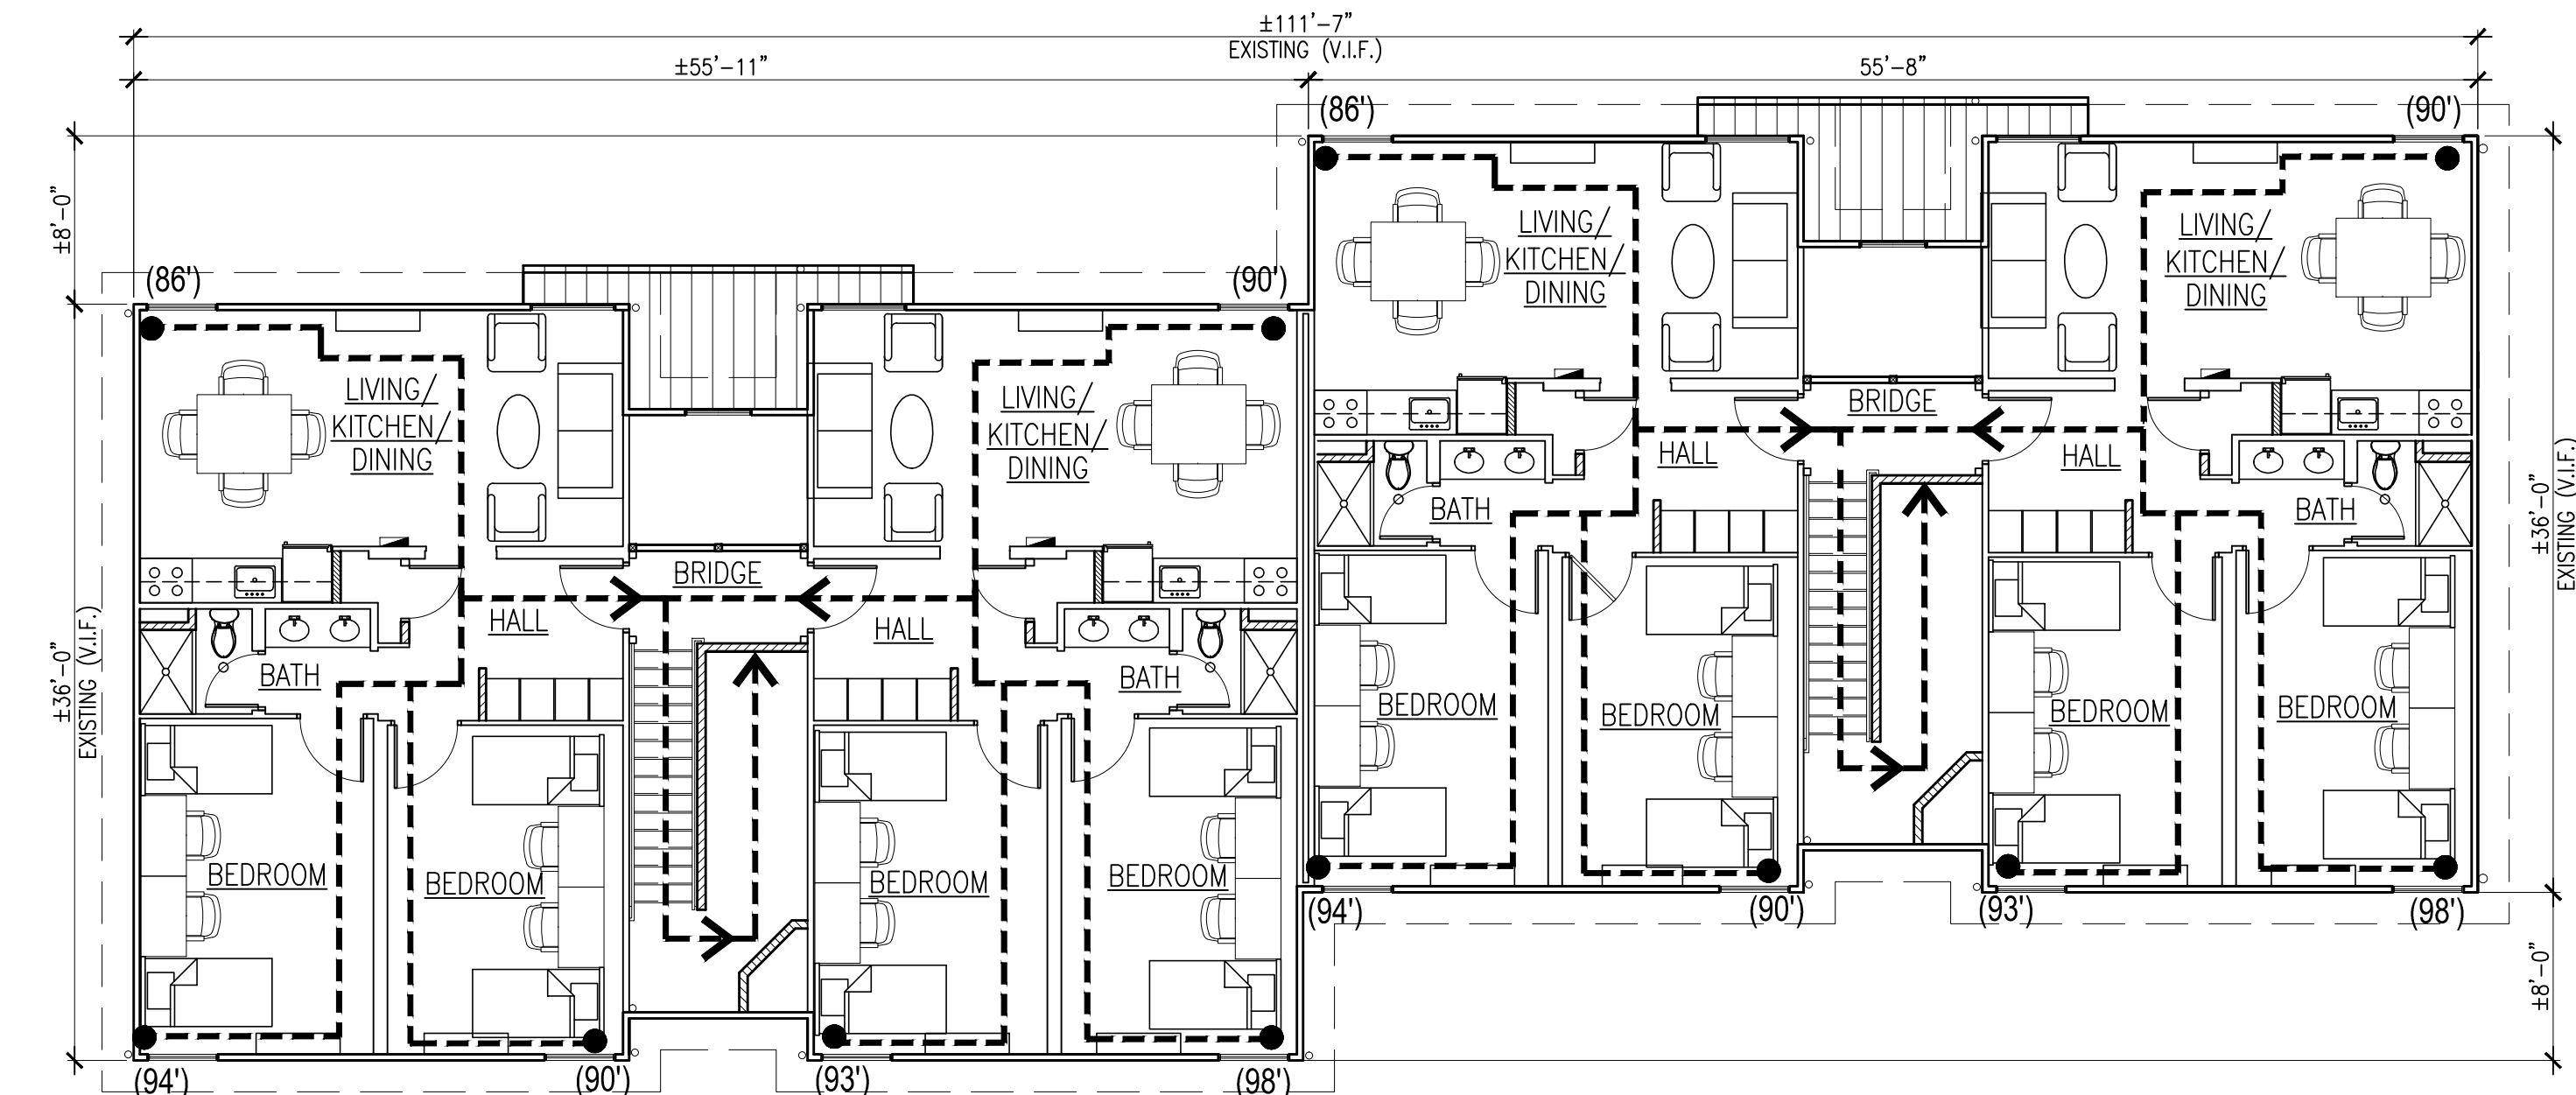 ±111'-7"
EXISTING (V.I.F.)
±55'-11"
55'-8"
(86')
(90')
±8'-0"
(86')
(90')
LIVING/
KITCHEN/
DINING
LIVING/
KITCHEN/
DINING
LIVING/
KITCHEN/
DINING
LIVING/
KITCHEN/
DINING
BRIDGE
HALL
HALL
BATH
BATH
±36'-0"
EXISTING (V.I.F.)
BRIDGE
HALL
HALL
BATH
BATH
±36'-0"
EXISTING (V.I.F.)
BEDROOM
BEDROOM
BEDROOM
BEDROOM
BEDROOM
BEDROOM
BEDROOM
BEDROOM
(94')
(90')
(93')
(98')
±8'-0"
(94')
(90')
(93')
(98')